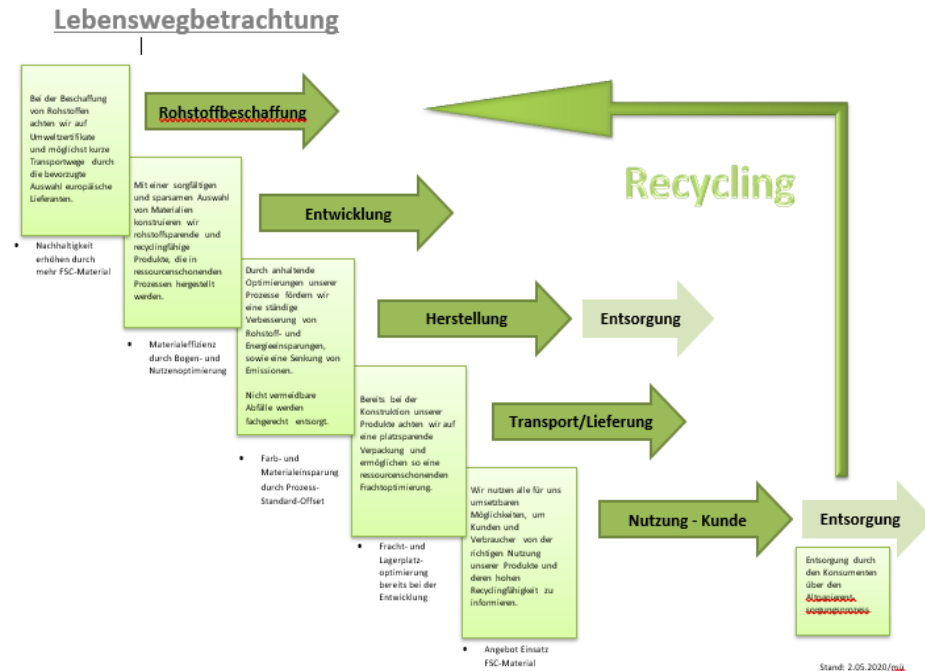 Lebenswegbetrachtung
Bei der Beschaffung
von Rohstoffen
achten wir auf
Umweltzertifikate
und möglichst kurze
Transportwege durch
die bevorzugte
Auswahl europäische
Lieferanten.
• Nachhaltigkeit
erhöhen durch
mehr FSC-Material
Rohstoffbeschaffung
Recycling
Mit einer sorgfältigen
und sparsamen Auswahl
von Materialien
konstruieren wir
rohstoffsparende und
recyclingfähige
Produkte, die in
ressourcenschonenden
Prozessen hergestellt
werden.
• Materialeffizienz
durch Bogen- und
Nutzenoptimierung
Entwicklung
Durch anhaltende
Optimierungen unserer
Prozesse fördern wir
eine ständige
Verbesserung von
Rohstoff- und
Energieeinsparungen,
sowie eine Senkung von
Emissionen.
Nicht vermeidbare
Abfälle werden
fachgerecht entsorgt.
• Farb- und
Materialeinsparung
durch Prozess-
Standard-Offset
Herstellung
Entsorgung
Bereits bei der
Konstruktion unserer
Produkte achten wir auf
eine platzsparende
Verpackung und
ermöglichen so eine
ressourcenschonenden
Frachtoptimierung.
• Fracht- und
Lagerplatz-
optimierung
bereits bei der
Entwicklung
Transport/Lieferung
Wir nutzen alle für uns
umsetzbaren
Möglichkeiten, um
Kunden und
Verbraucher von der
richtigen Nutzung
unserer Produkte und
deren hohen
Recyclingfähigkeit zu
informieren.
• Angebot Einsatz
FSC-Material
Nutzung - Kunde
Entsorgung
Entsorgung durch
den Konsumenten
über den
Altpapierent-
sorgungsprozess
Stand: 2.05.2020/mü